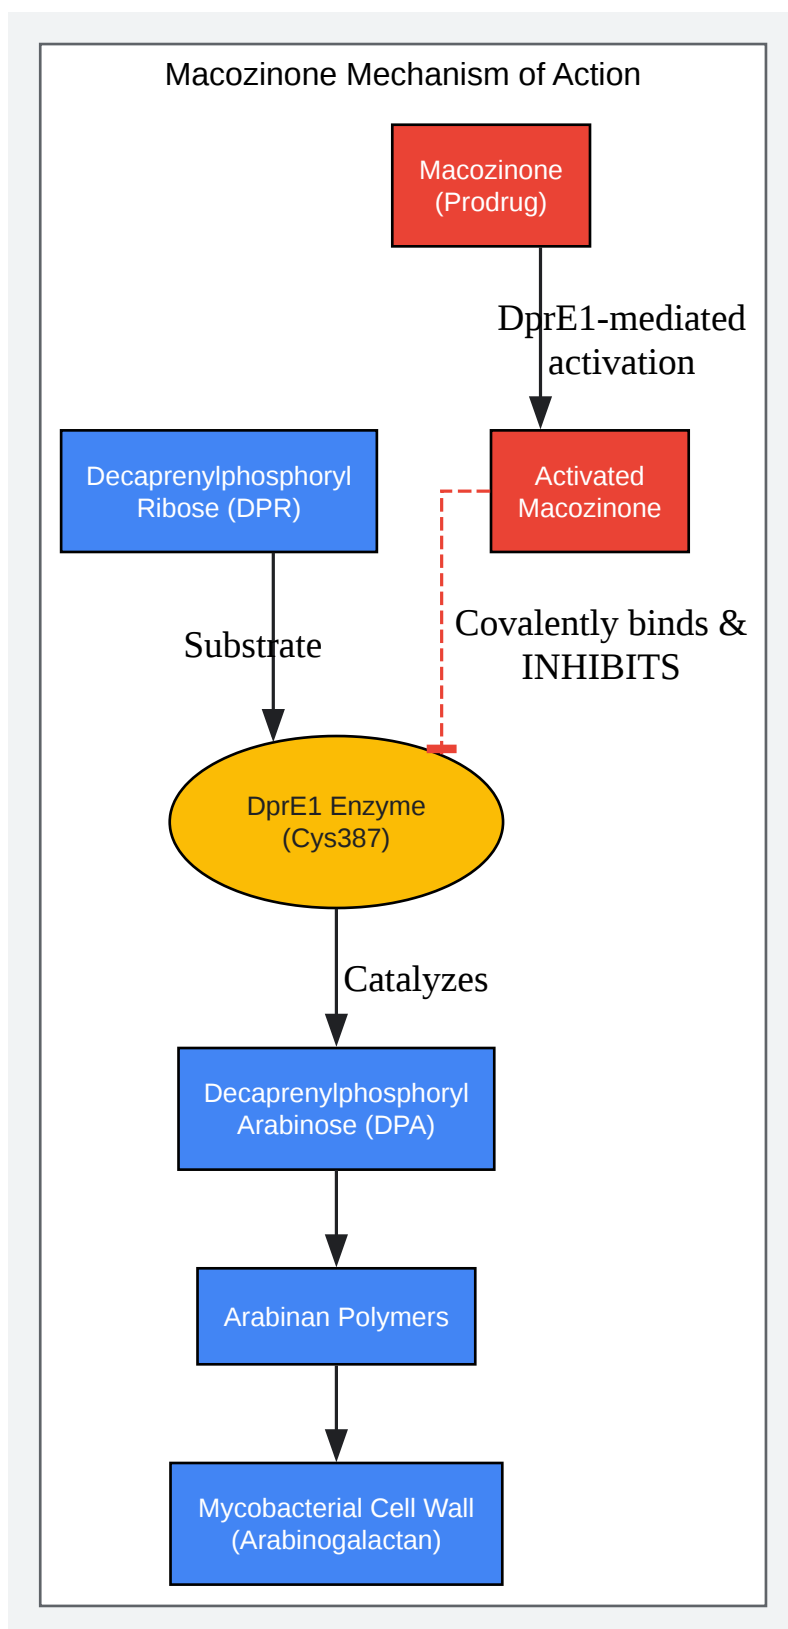 Macozinone Mechanism of Action
Macozinone
(Prodrug)
DprE1-mediated
activation
Decaprenylphosphoryl
Ribose (DPR)
Activated
Macozinone
Substrate
Covalently binds &
INHIBITS
DprE1 Enzyme
(Cys387)
Catalyzes
Decaprenylphosphoryl
Arabinose (DPA)
Arabinan Polymers
Mycobacterial Cell Wall
(Arabinogalactan)